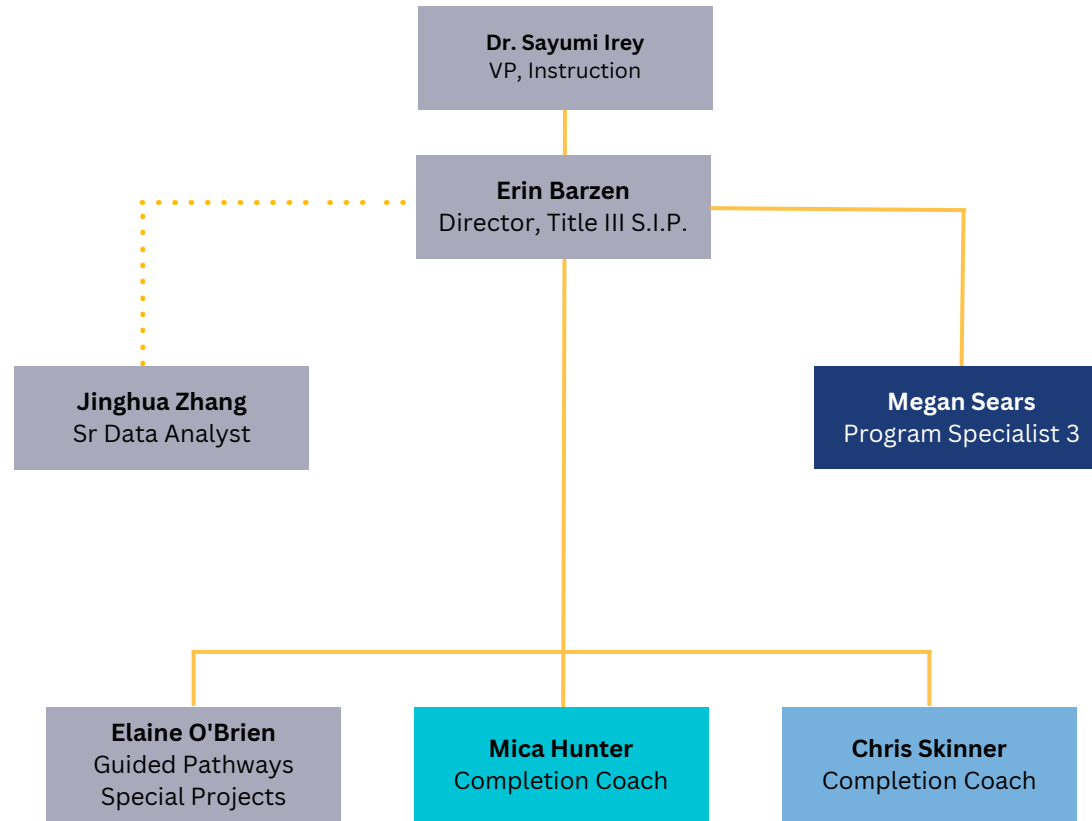 Dr. Sayumi Irey
VP, Instruction
Erin Barzen
Director, Title III S.I.P.
Jinghua Zhang
Sr Data Analyst
Megan Sears
Program Specialist 3
Elaine O'Brien
Guided Pathways
Special Projects
Mica Hunter
Completion Coach
Chris Skinner
Completion Coach